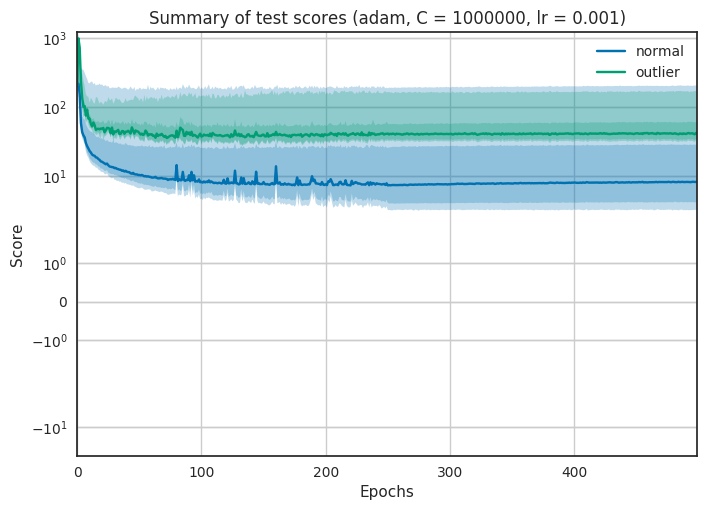 Summary of test scores (adam, C = 1000000, lr = 0.001)
normal
outlier
10³
10²
10¹
10⁰
0
−10⁰
−10¹
Score
0 100 200 300 400
Epochs